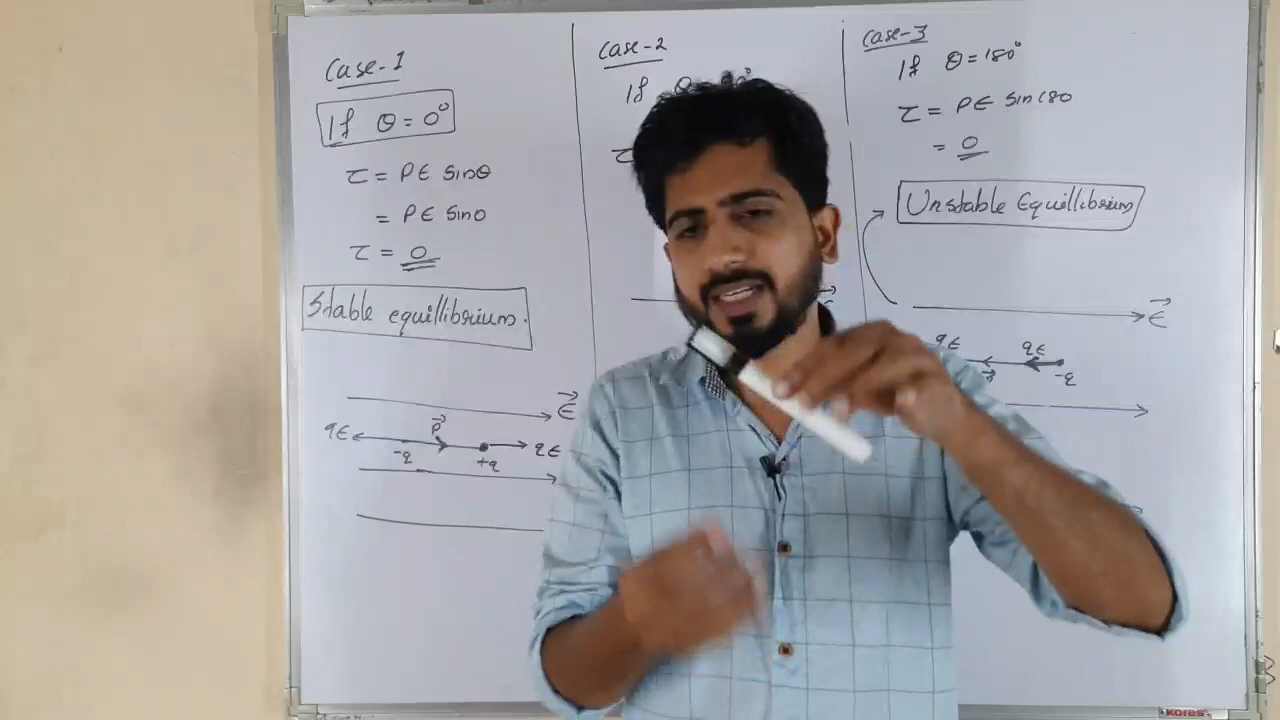 Case-1
If θ = 0°
τ = PE Sinθ
= PE Sin0
τ = 0
Stable equillibrium.
E⃗
qE P⃗ qE
-q +q
Case-2
If
τ
Case-3
If θ = 180°
τ = PE Sin180
= 0
Unstable Equillibrium
E⃗
qE qE
-q
kores